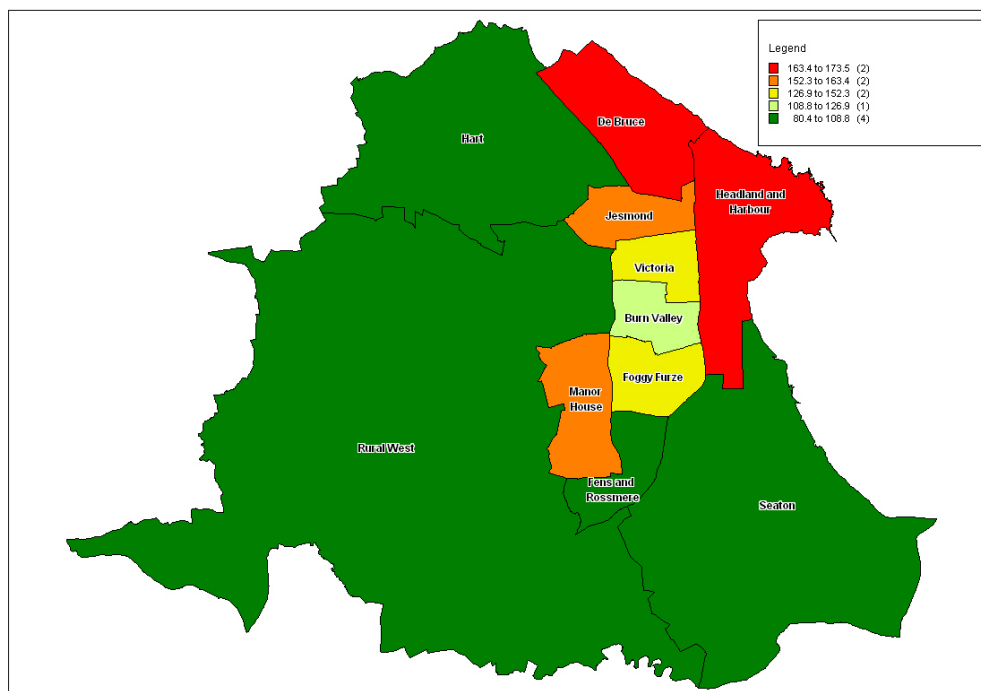 Legend
163.4 to 173.5 (2)
152.3 to 163.4 (2)
126.9 to 152.3 (2)
108.8 to 126.9 (1)
80.4 to 108.8 (4)
De Bruce
Hart
Headland and
Harbour
Jesmond
Victoria
Burn Valley
Foggy Furze
Manor
House
Rural West
Fens and
Rossmere
Seaton